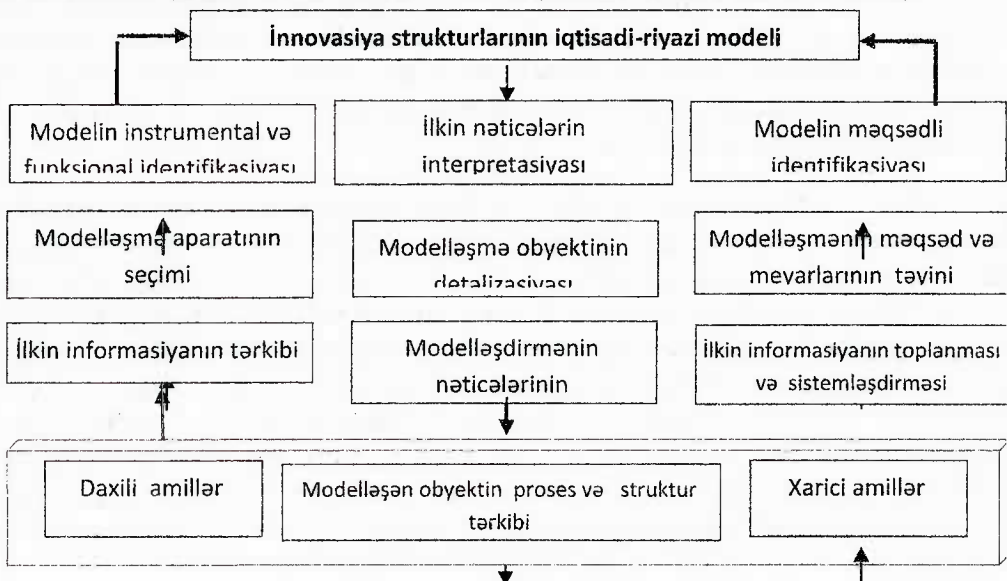 İnnovasiya strukturlarının iqtisadi-riyazi modeli
Modelin instrumental və
funksional identifikasiyası
İlkin nəticələrin
interpretasiyası
Modelin məqsədli
identifikasiyası
Modelləşmə aparatının
seçimi
Modelləşmə obyektinin
detalizasiyası
Modelləşmənin məqsəd və
meyarlarının təyini
İlkin informasiyanın tərkibi
Modelləşdirmənin
nəticələrinin
İlkin informasiyanın toplanması
və sistemləşdirməsi
Daxili amillər
Modelləşən obyektin proses və struktur
tərkibi
Xarici amillər